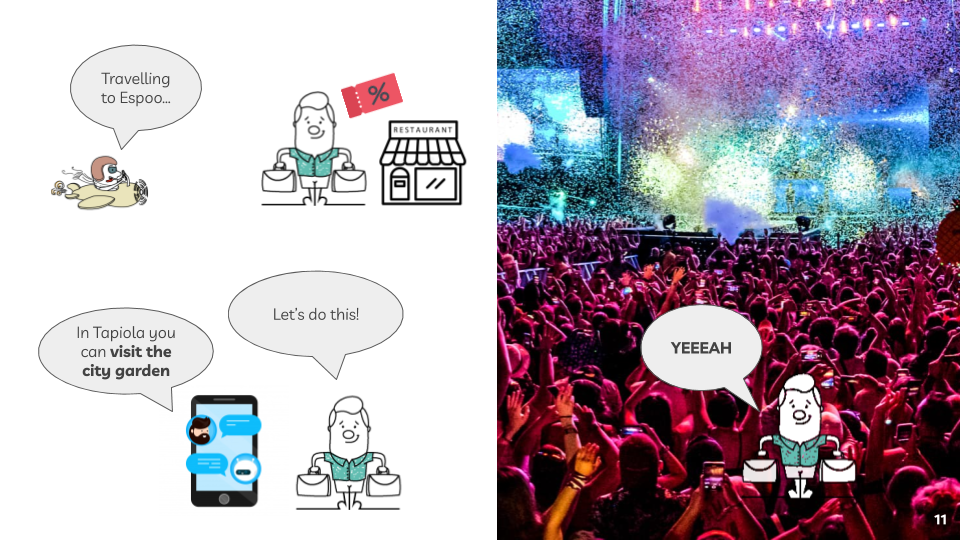 Travelling
to Espoo...
%
RESTAURANT
In Tapiola you
can visit the
city garden
Let's do this!
YEEEAH
11